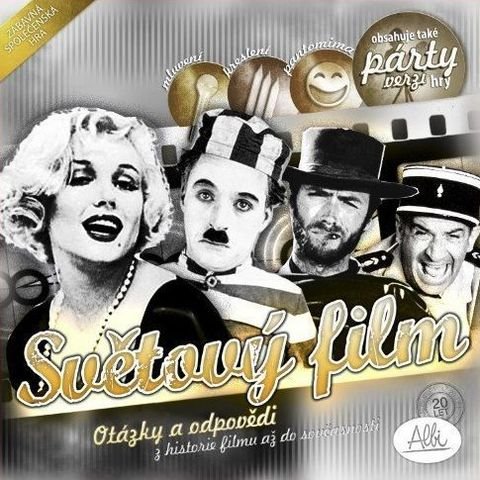 ZÁBAVNÁ
SPOLEČENSKÁ
HRA
mluvení
kreslení
pantomima
obsahuje také
párty
verzi hry
Světový film
Otázky a odpovědi
z historie filmu až do současnosti
20
LET
Albi